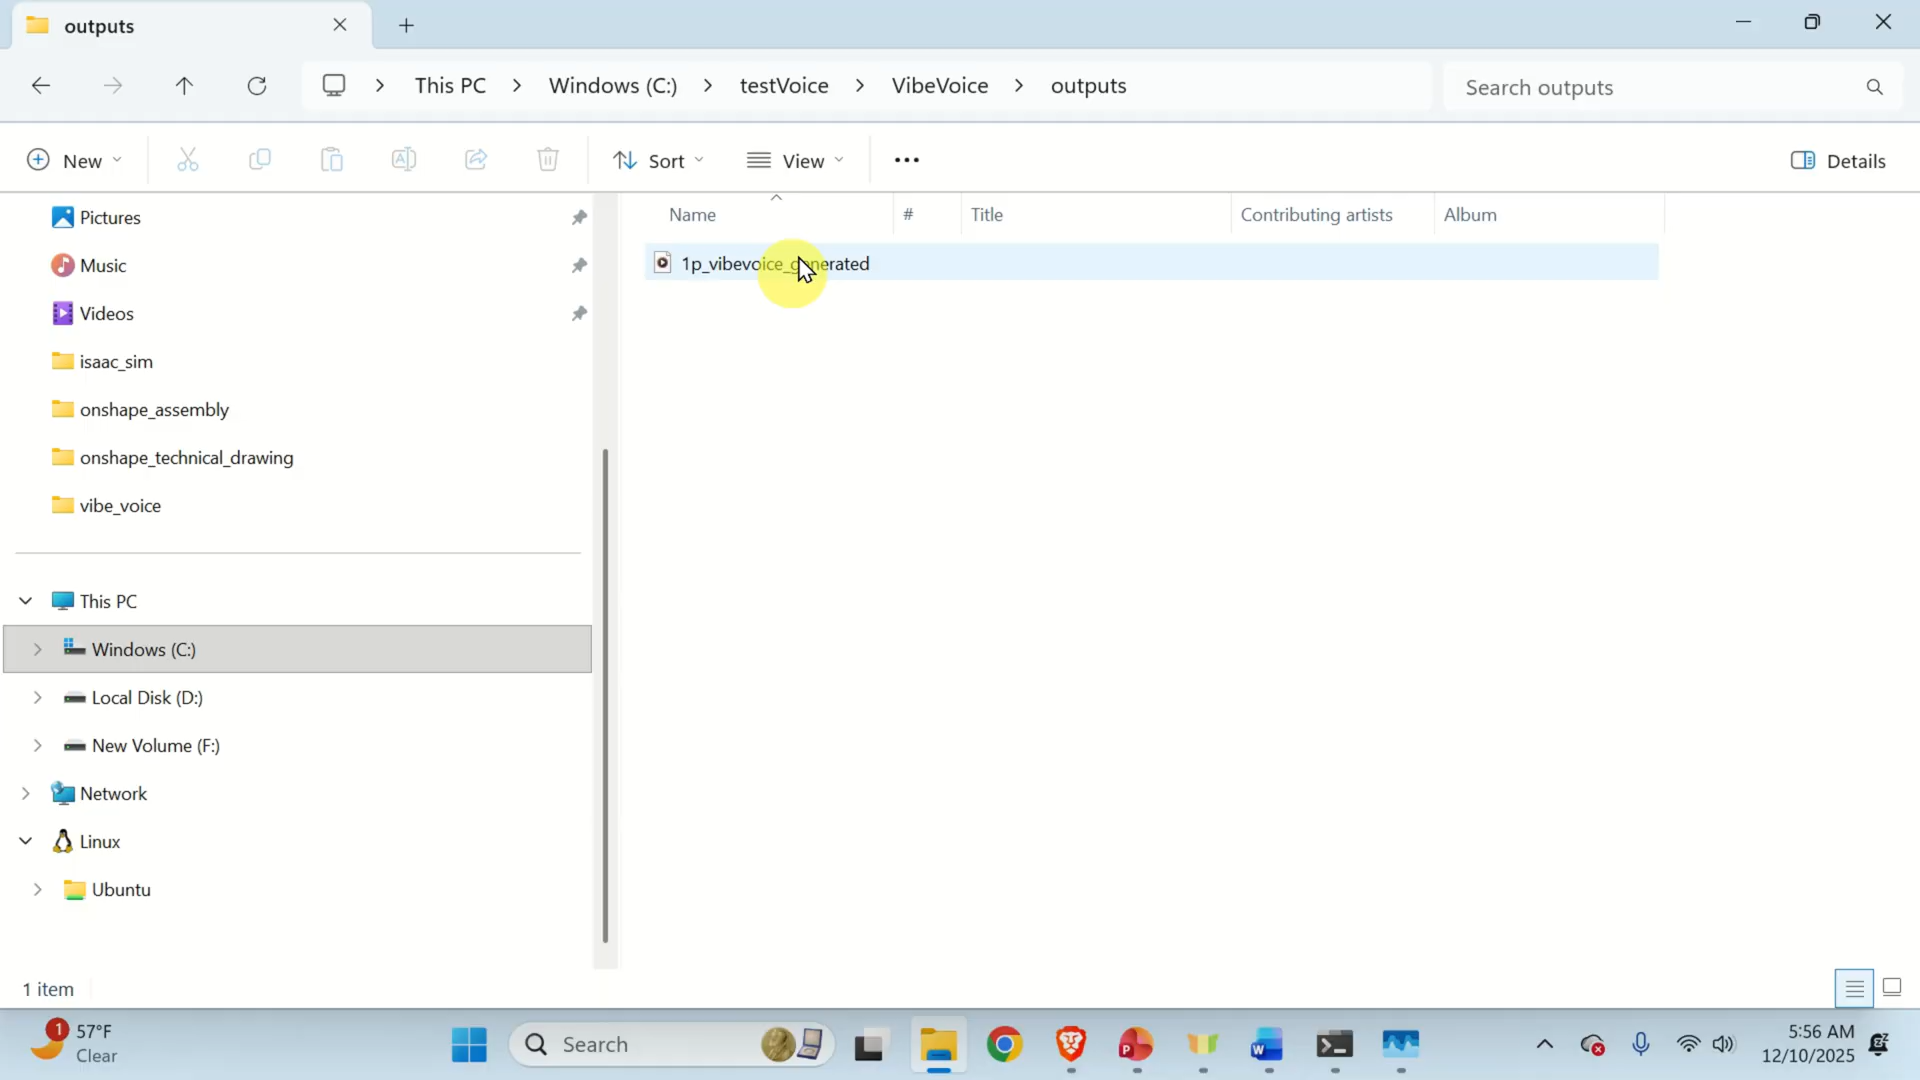 outputs
This PC
Windows (C:)
testVoice
VibeVoice
outputs
Search outputs
New
Sort
View
Details
Pictures
Music
Videos
isaac_sim
onshape_assembly
onshape_technical_drawing
vibe_voice
This PC
Windows (C:)
Local Disk (D:)
New Volume (F:)
Network
Linux
Ubuntu
Name
#
Title
Contributing artists
Album
1p_vibevoice_generated
1 item
1
57°F
Clear
Search
5:56 AM
12/10/2025